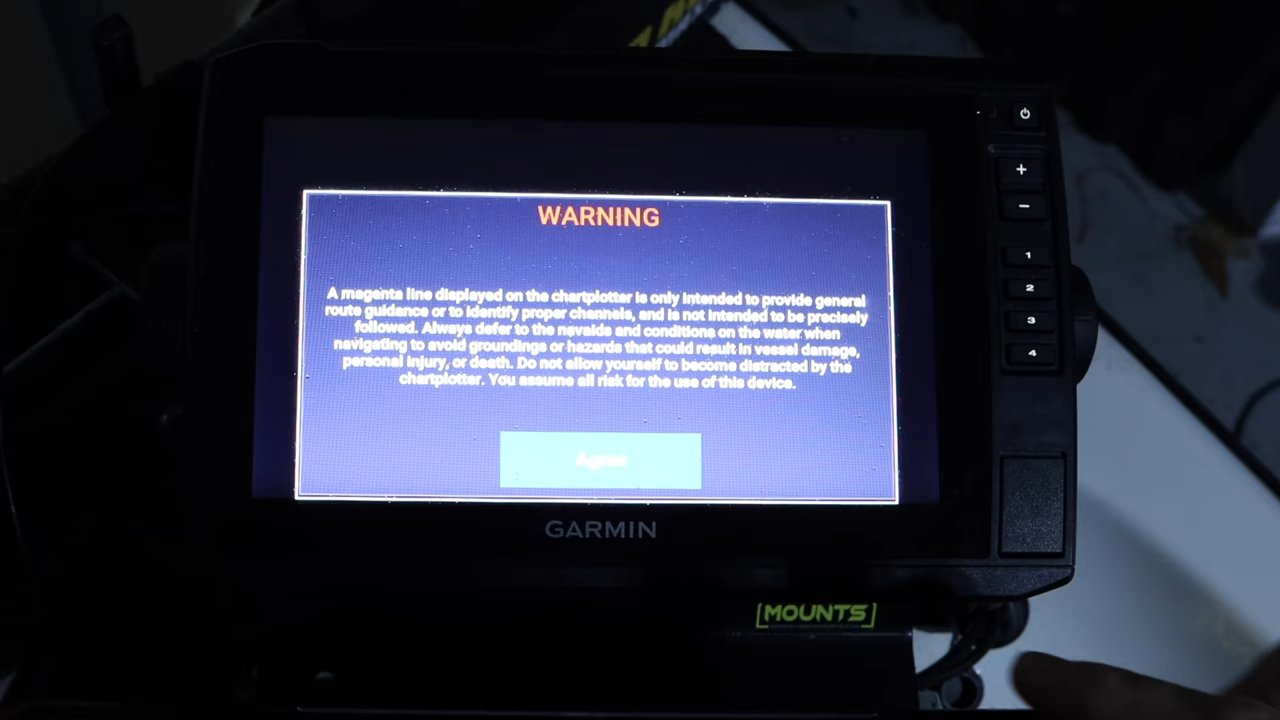 WARNING
A magenta line displayed on the chartplotter is only intended to provide general
route guidance or to identify proper channels, and is not intended to be precisely
followed. Always defer to the navaids and conditions on the water when
navigating to avoid groundings or hazards that could result in vessel damage,
personal injury, or death. Do not allow yourself to become distracted by the
chartplotter. You assume all risk for the use of this device.
Agree
GARMIN
+
-
1
2
3
4
[MOUNTS]